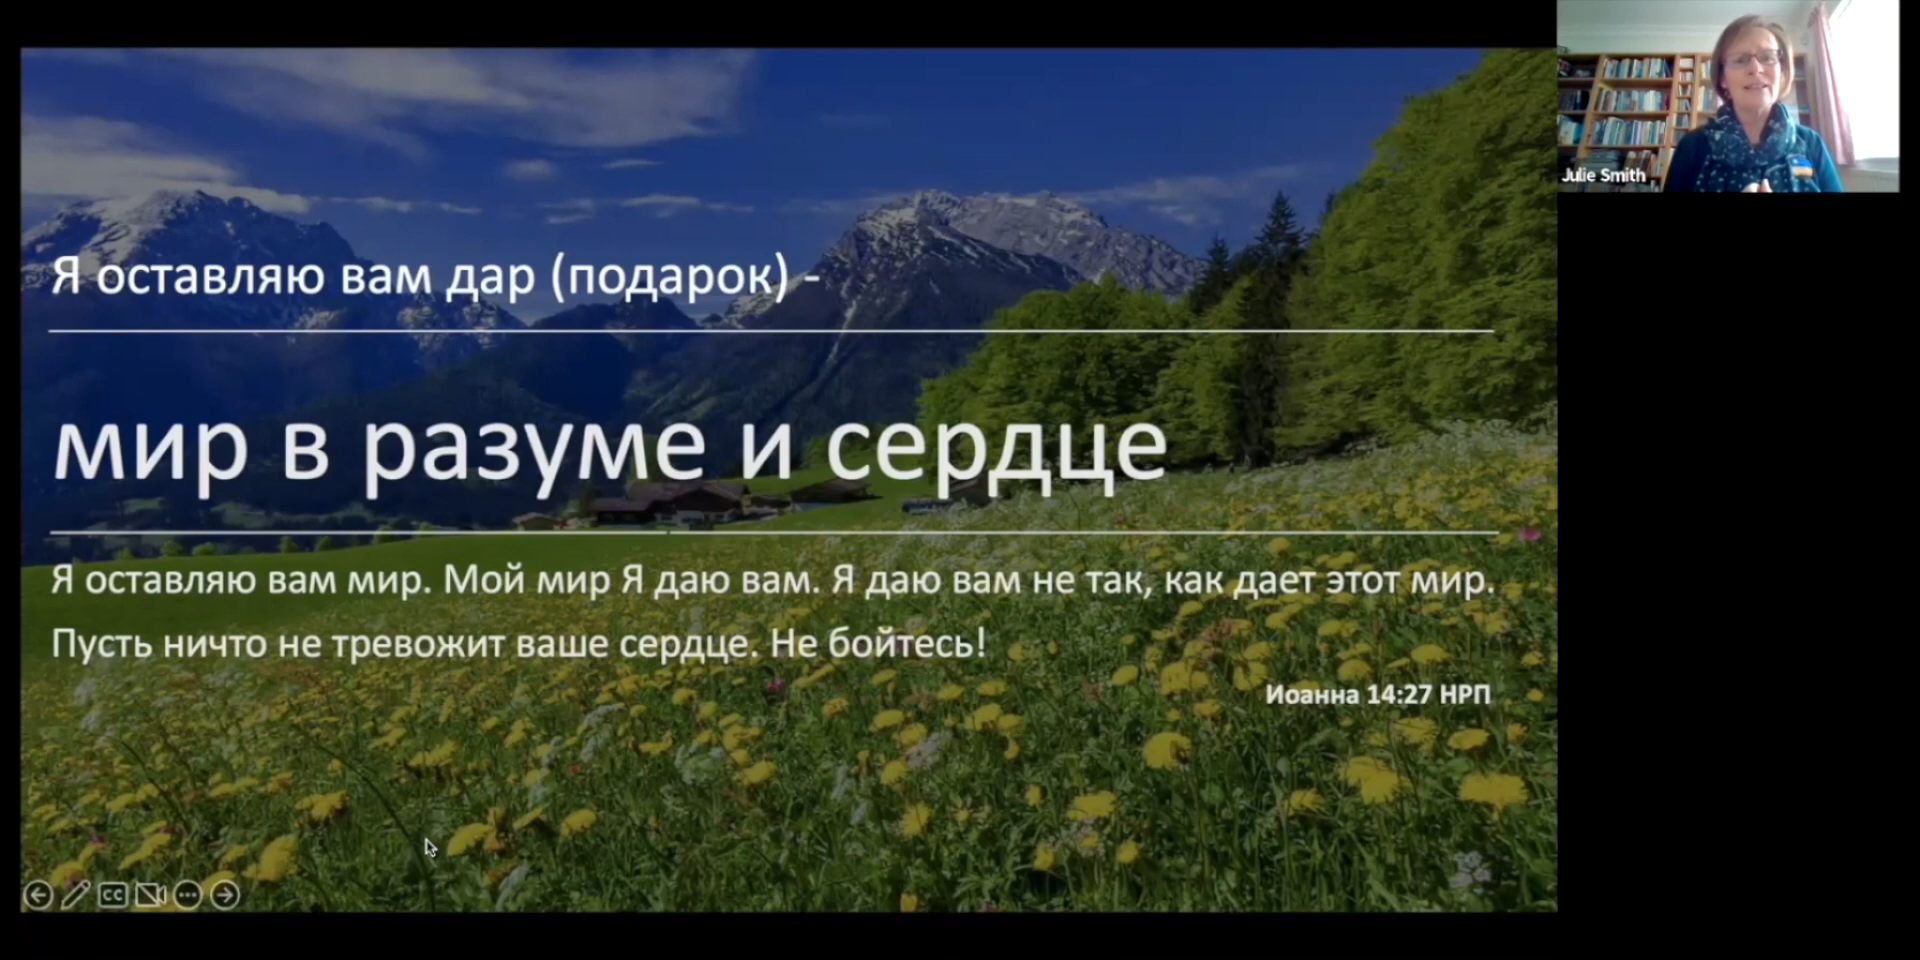 Я оставляю вам дар (подарок) -
мир в разуме и сердце
Я оставляю вам мир. Мой мир Я даю вам. Я даю вам не так, как дает этот мир.
Пусть ничто не тревожит ваше сердце. Не бойтесь!
Иоанна 14:27 НРП
Julie Smith
CC